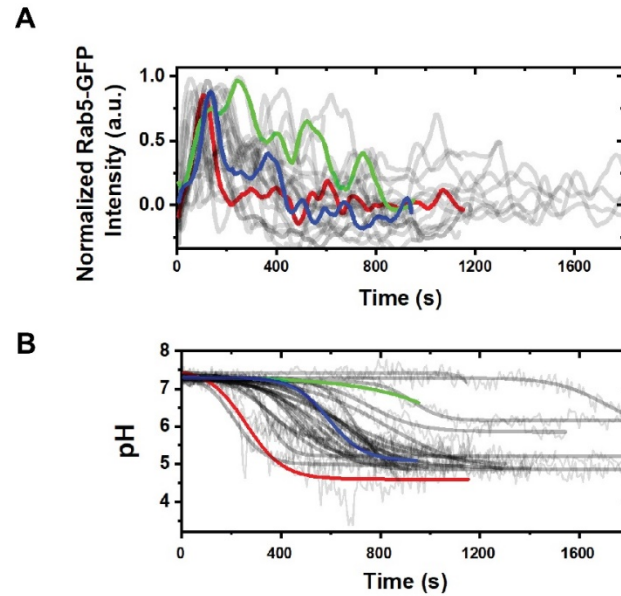 A
Normalized Rab5-GFP
Intensity (a.u.)
1.0
0.5
0.0
0 400 800 1200 1600
Time (s)
B
pH
8
7
6
5
4
0 400 800 1200 1600
Time (s)